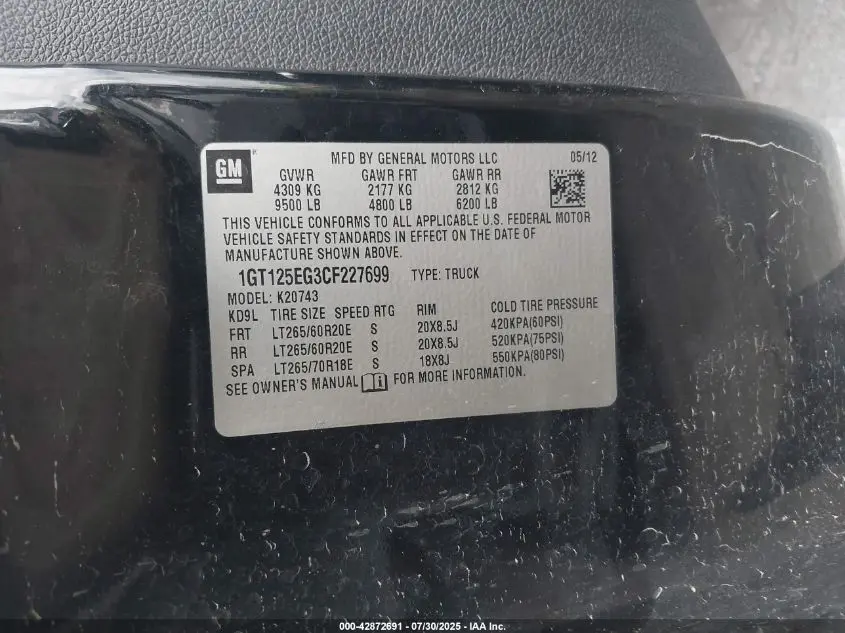 GM
MFD BY GENERAL MOTORS LLC 05/12
GVWR GAWR FRT GAWR RR
4309 KG 2177 KG 2812 KG
9500 LB 4800 LB 6200 LB
THIS VEHICLE CONFORMS TO ALL APPLICABLE U.S. FEDERAL MOTOR
VEHICLE SAFETY STANDARDS IN EFFECT ON THE DATE OF
MANUFACTURE SHOWN ABOVE.
1GT125EG3CF227699 TYPE: TRUCK
MODEL: K20743
KD9L TIRE SIZE SPEED RTG RIM COLD TIRE PRESSURE
FRT LT265/60R20E S 20X8.5J 420KPA(60PSI)
RR LT265/60R20E S 20X8.5J 520KPA(75PSI)
SPA LT265/70R18E S 18X8J 550KPA(80PSI)
SEE OWNER'S MANUAL FOR MORE INFORMATION.
000-42872691 - 07/30/2025 - IAA Inc.